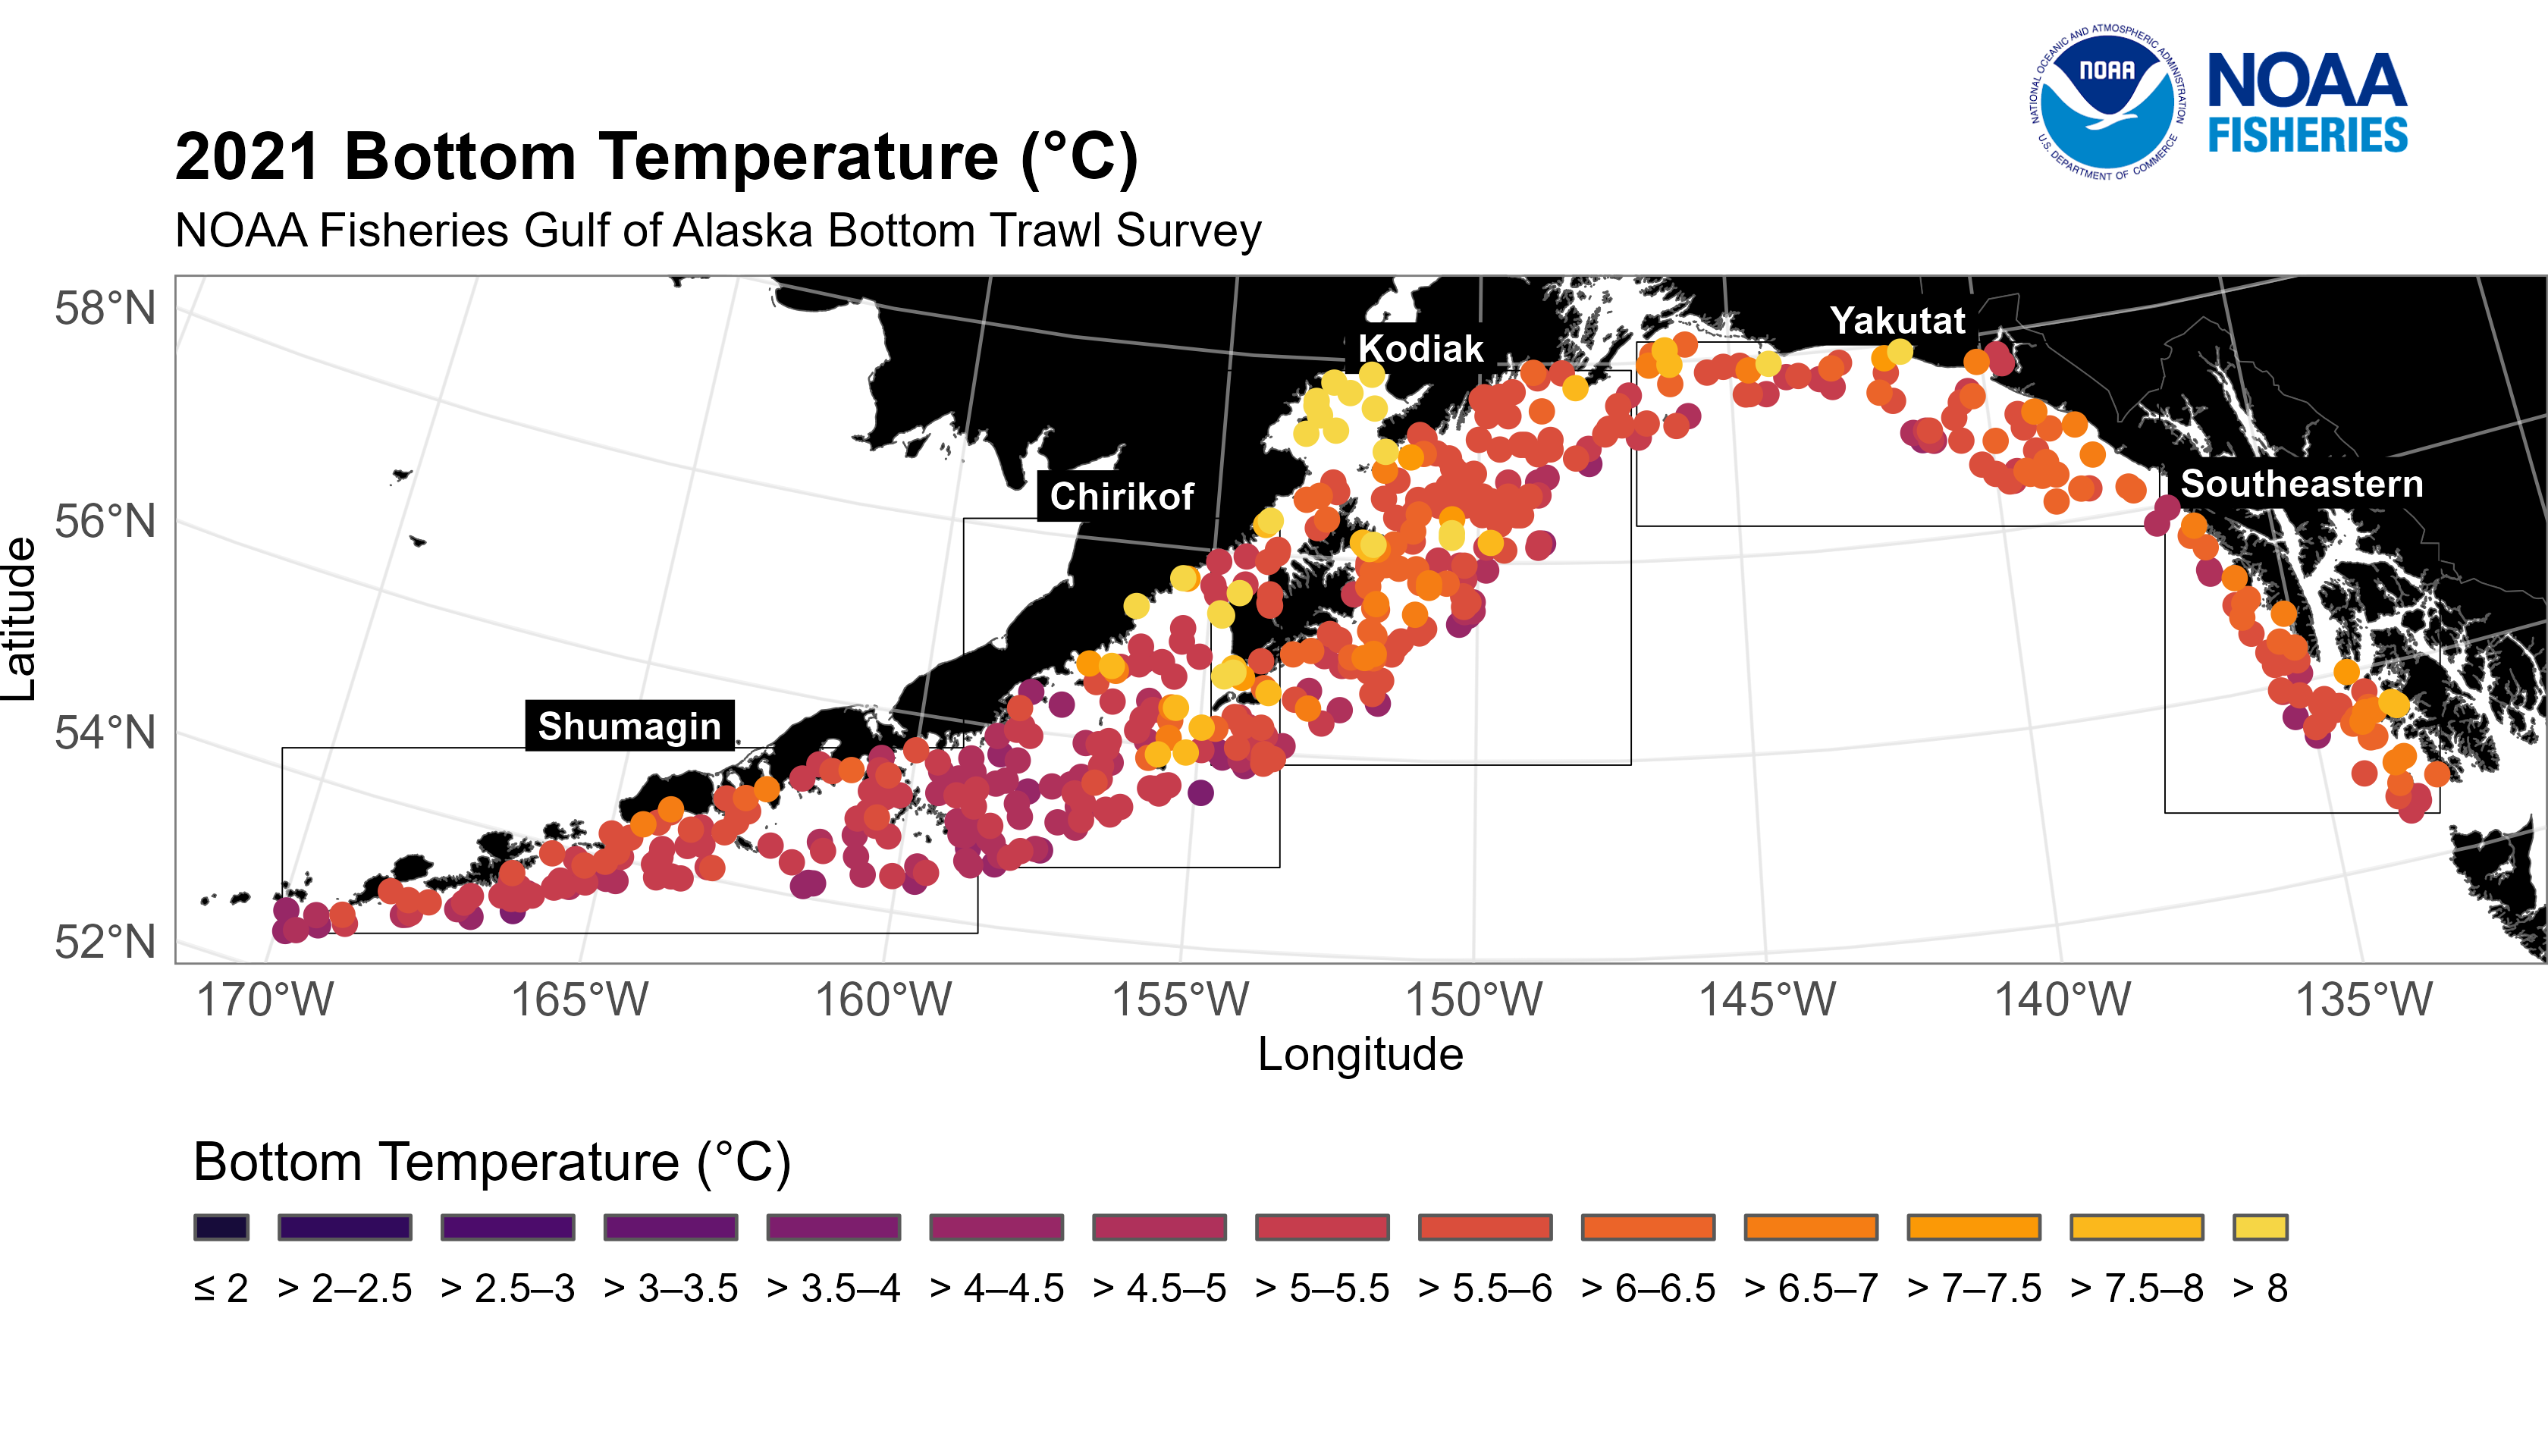 NATIONAL OCEANIC AND ATMOSPHERIC ADMINISTRATION
U.S. DEPARTMENT OF COMMERCE
NOAA
NOAA
FISHERIES
2021 Bottom Temperature (°C)
NOAA Fisheries Gulf of Alaska Bottom Trawl Survey
58°N
56°N
54°N
52°N
Latitude
Yakutat
Kodiak
Southeastern
Chirikof
Shumagin
170°W 165°W 160°W 155°W 150°W 145°W 140°W 135°W
Longitude
Bottom Temperature (°C)
≤ 2 > 2–2.5 > 2.5–3 > 3–3.5 > 3.5–4 > 4–4.5 > 4.5–5 > 5–5.5 > 5.5–6 > 6–6.5 > 6.5–7 > 7–7.5 > 7.5–8 > 8